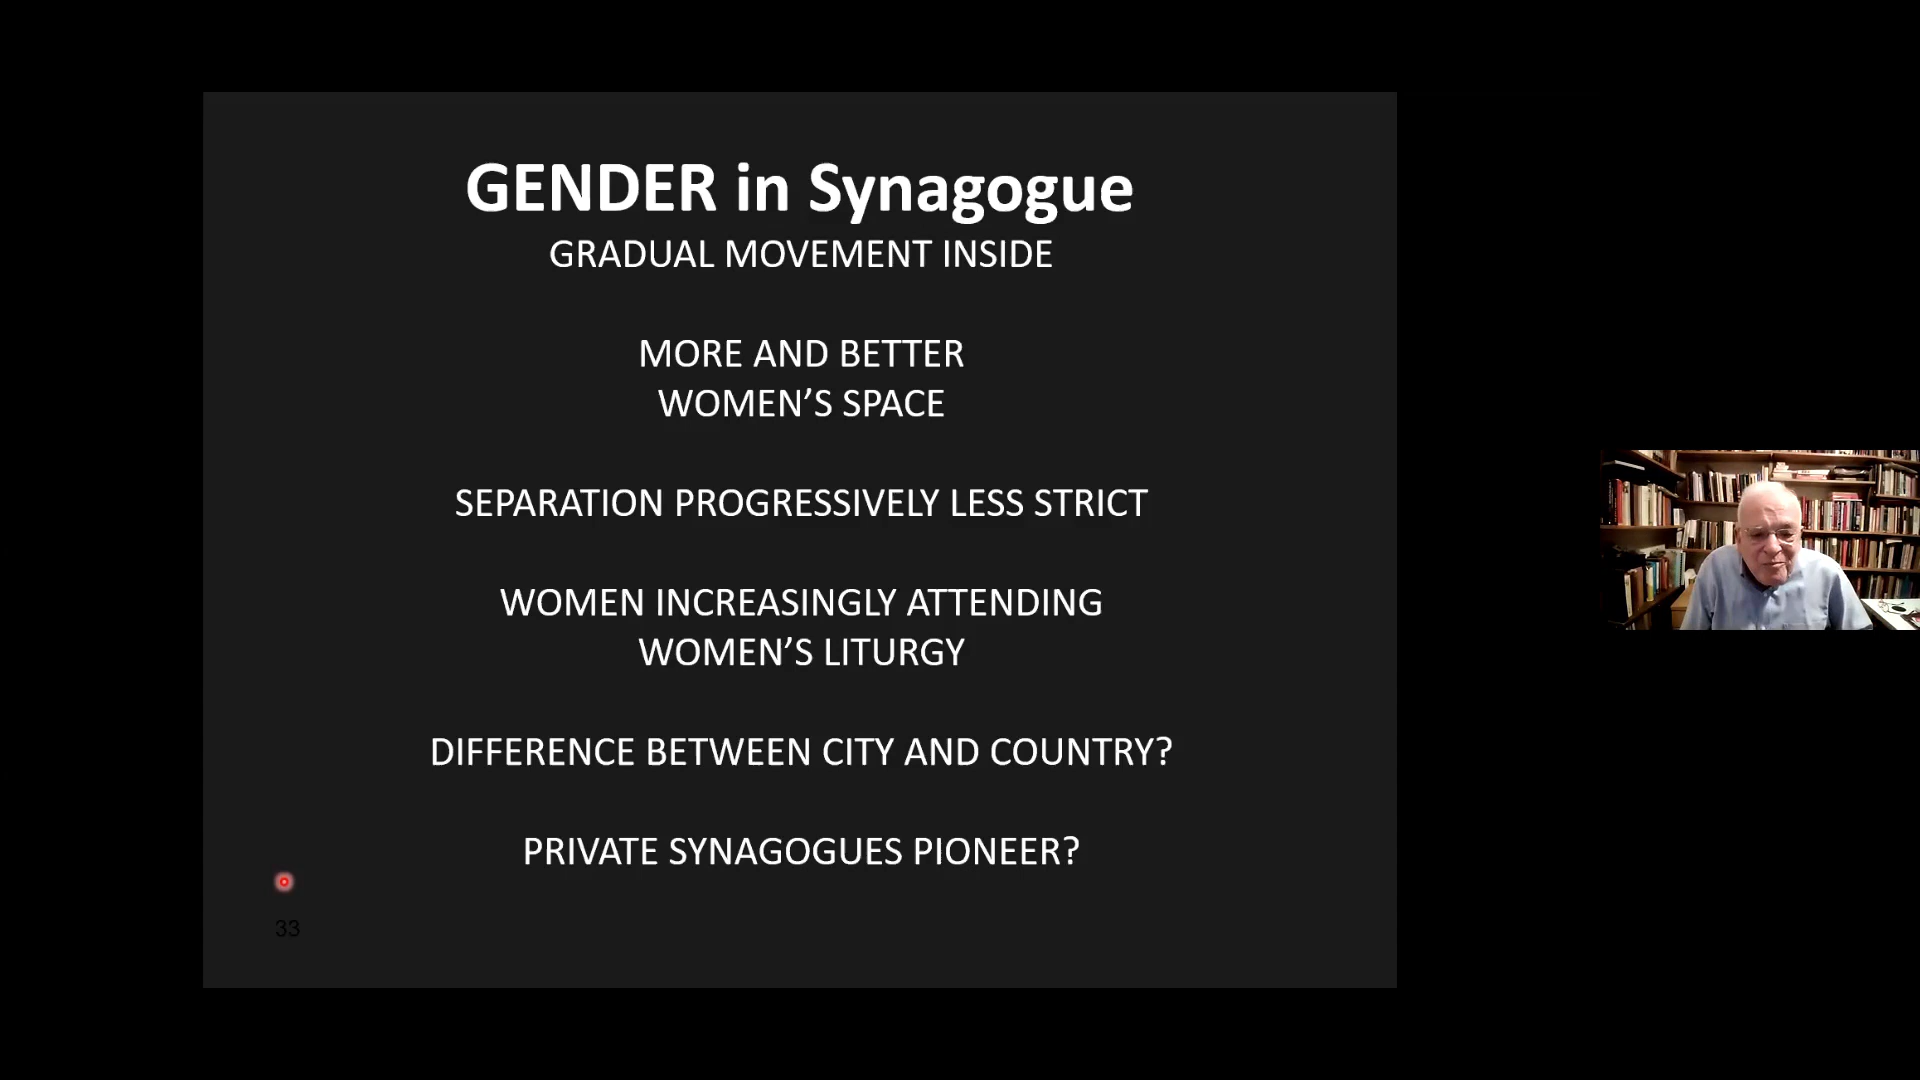 GENDER in Synagogue
GRADUAL MOVEMENT INSIDE
MORE AND BETTER
WOMEN’S SPACE
SEPARATION PROGRESSIVELY LESS STRICT
WOMEN INCREASINGLY ATTENDING
WOMEN’S LITURGY
DIFFERENCE BETWEEN CITY AND COUNTRY?
PRIVATE SYNAGOGUES PIONEER?
33